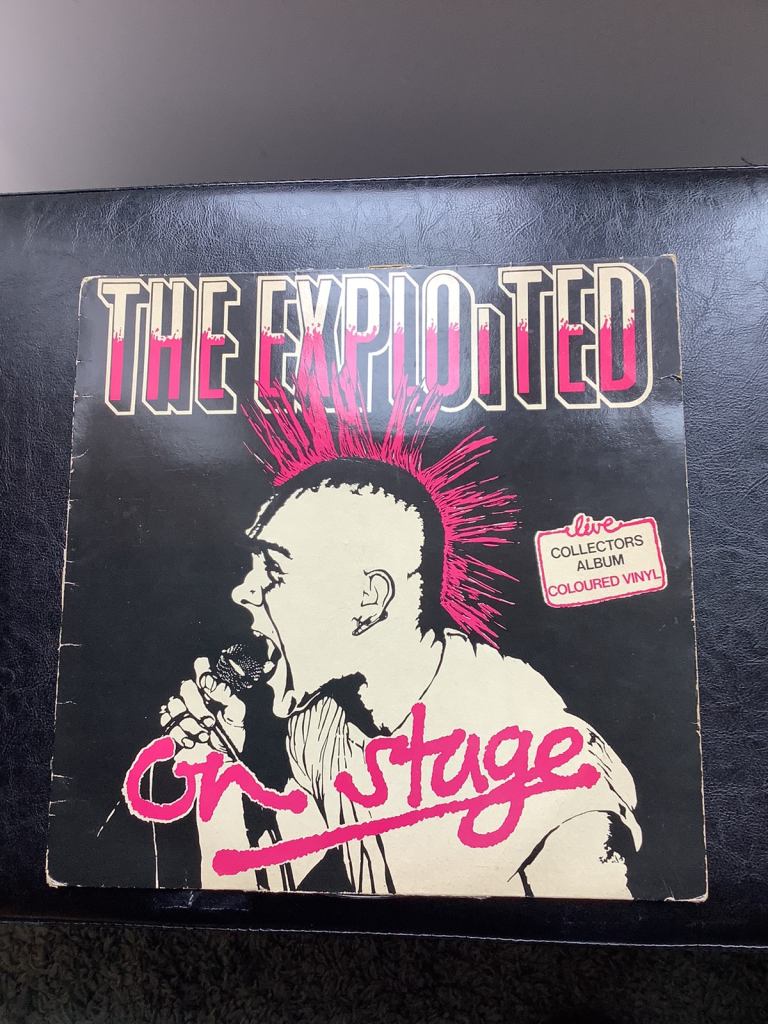 THE EXPLOiTED
live
COLLECTORS
ALBUM
COLOURED VINYL
on stage